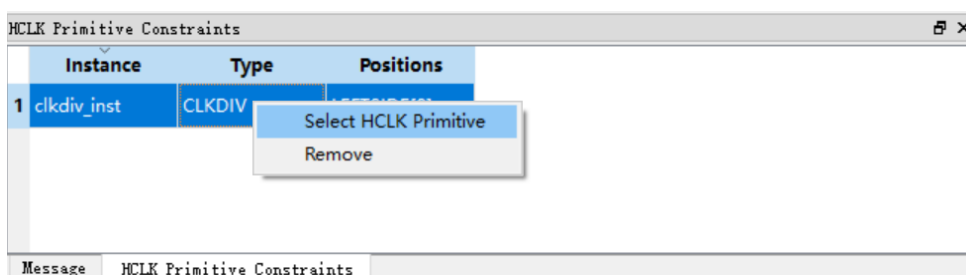 HCLK Primitive Constraints
Instance Type Positions
1 clkdiv_inst CLKDIV
Select HCLK Primitive
Remove
Message HCLK Primitive Constraints